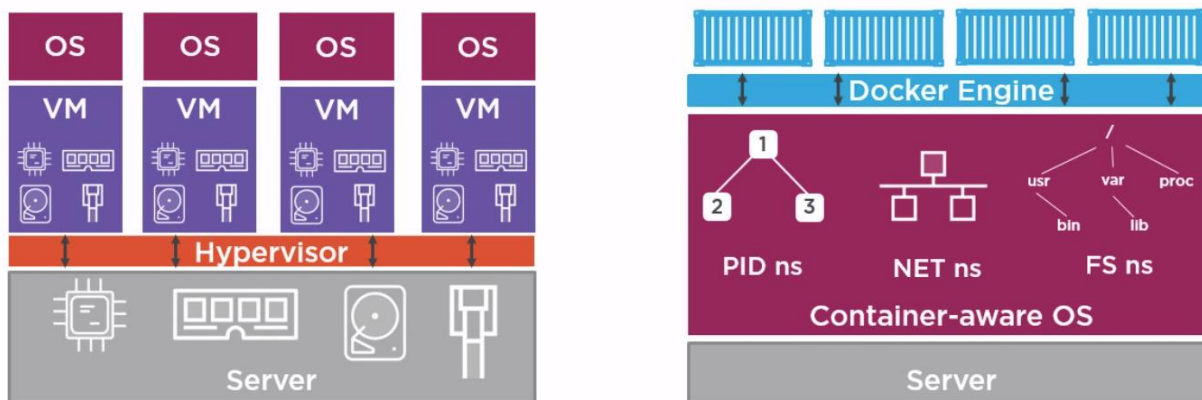 OS OS OS OS
VM VM VM VM
Hypervisor
Server
Docker Engine
1
2 3
/
usr var proc
bin lib
PID ns NET ns FS ns
Container-aware OS
Server